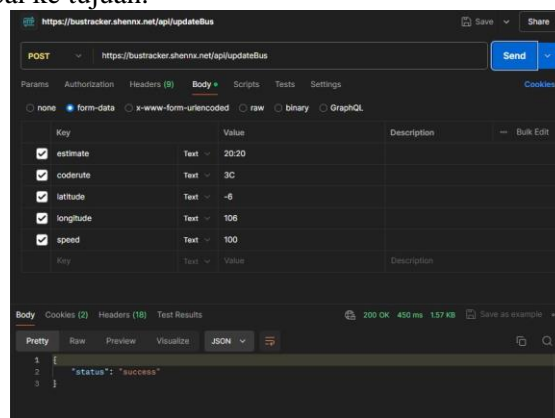 bai ke tujuan.
https://bustracker.shennx.net/api/updateBus Save Share
POST https://bustracker.shennx.net/api/updateBus Send
Params Authorization Headers (9) Body Scripts Tests Settings Cookies
none form-data x-www-form-urlencoded raw binary GraphQL
Key Value Description Bulk Edit
estimate Text 20:20
coderute Text 3C
latitude Text -6
longitude Text 106
speed Text 100
Key Text Value Description
Body Cookies (2) Headers (18) Test Results 200 OK 450 ms 1.57 KB Save as example
Pretty Raw Preview Visualize JSON
1 {
2 "status": "success"
3 }